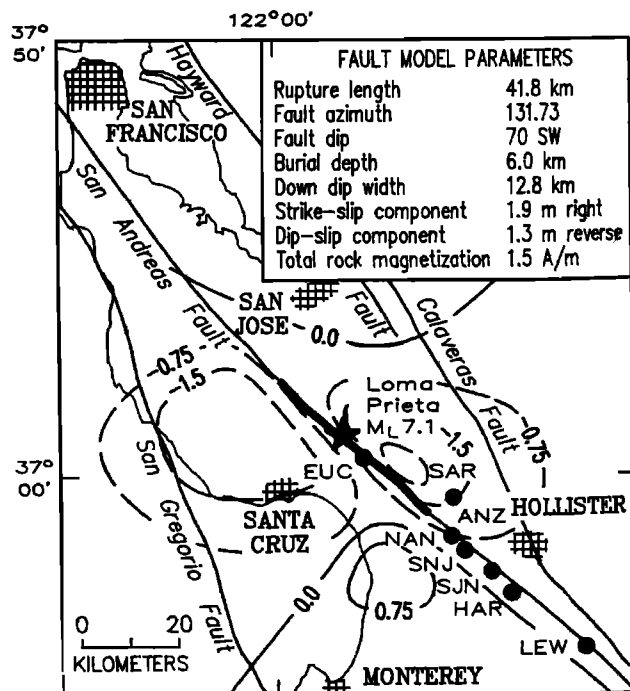 122°00'
37°
50'
FAULT MODEL PARAMETERS
Rupture length 41.8 km
Fault azimuth 131.73
Fault dip 70 SW
Burial depth 6.0 km
Down dip width 12.8 km
Strike-slip component 1.9 m right
Dip-slip component 1.3 m reverse
Total rock magnetization 1.5 A/m
Hayward
Fault
SAN
FRANCISCO
San
Andreas
Fault
SAN
JOSE
0.0
Calaveras
Fault
-0.75
-1.5
Loma
Prieta
ML 7.1
-1.5
-0.75
37°
00'
EUC
SAR
ANZ
HOLLISTER
San
Gregorio
Fault
SANTA
CRUZ
NAN
SNJ
SJN
HAR
LEW
0.0
0.75
0 20
KILOMETERS
MONTEREY